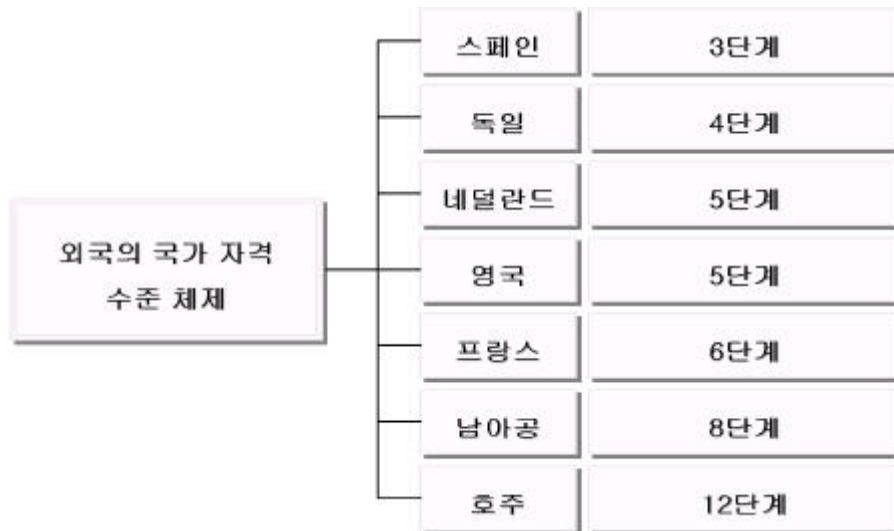 외국의 국가 자격
수준 체제
스페인 3단계
독일 4단계
네덜란드 5단계
영국 5단계
프랑스 6단계
남아공 8단계
호주 12단계